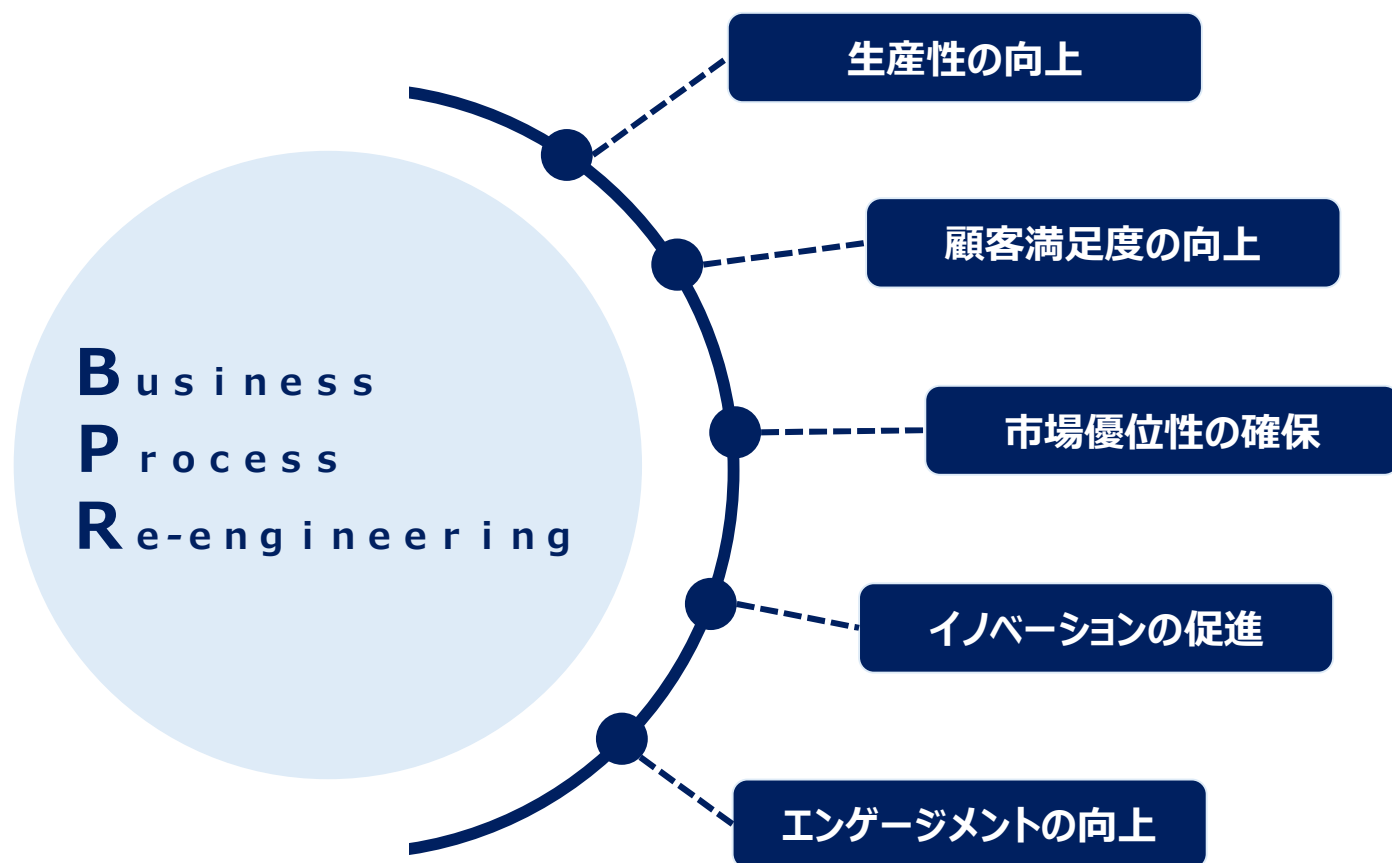 Business
Process
Re-engineering
生産性の向上
顧客満足度の向上
市場優位性の確保
イノベーションの促進
エンゲージメントの向上